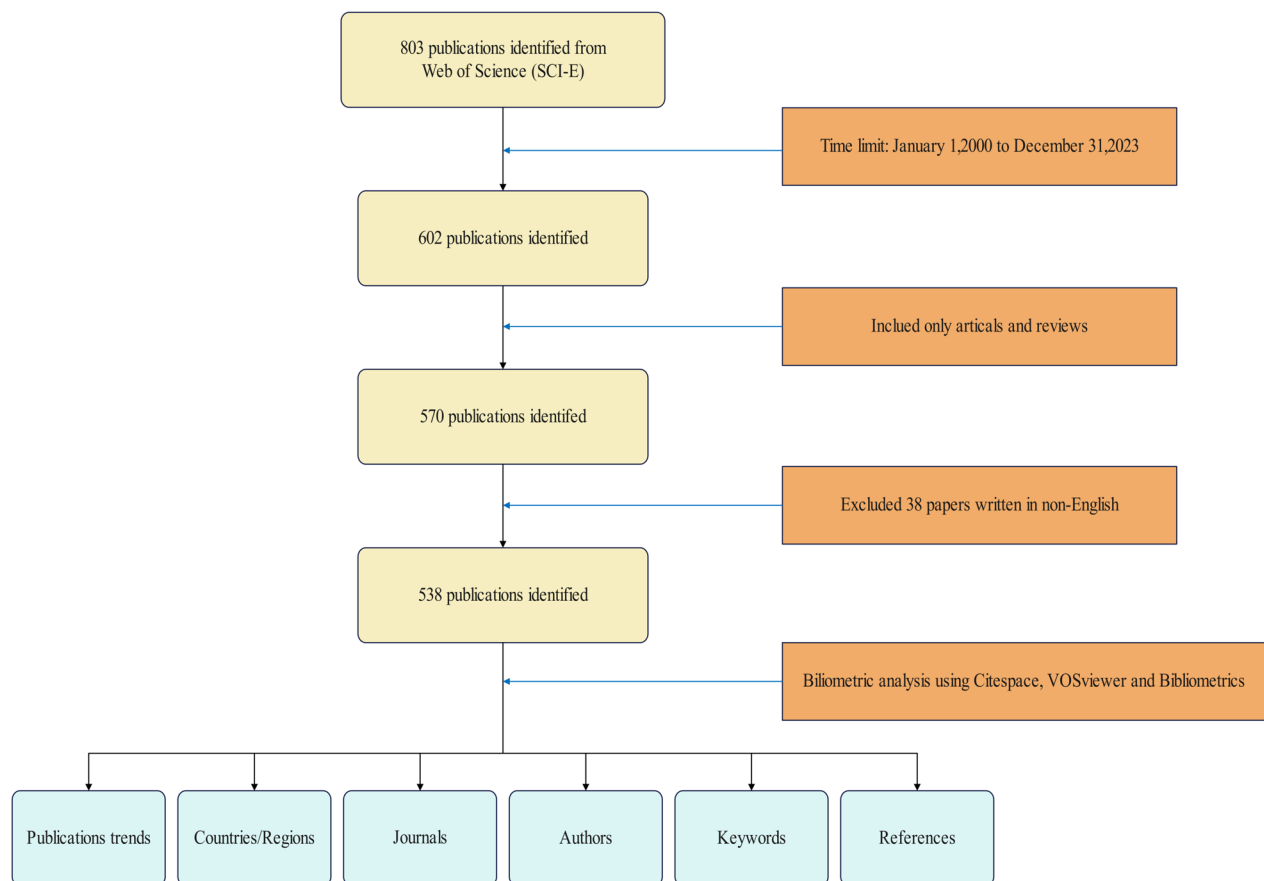 803 publications identified from
Web of Science (SCI-E)
Time limit: January 1,2000 to December 31,2023
602 publications identified
Inclued only articals and reviews
570 publications identifed
Excluded 38 papers written in non-English
538 publications identified
Biliometric analysis using Citespace, VOSviewer and Bibliometrics
Publications trends
Countries/Regions
Journals
Authors
Keywords
References